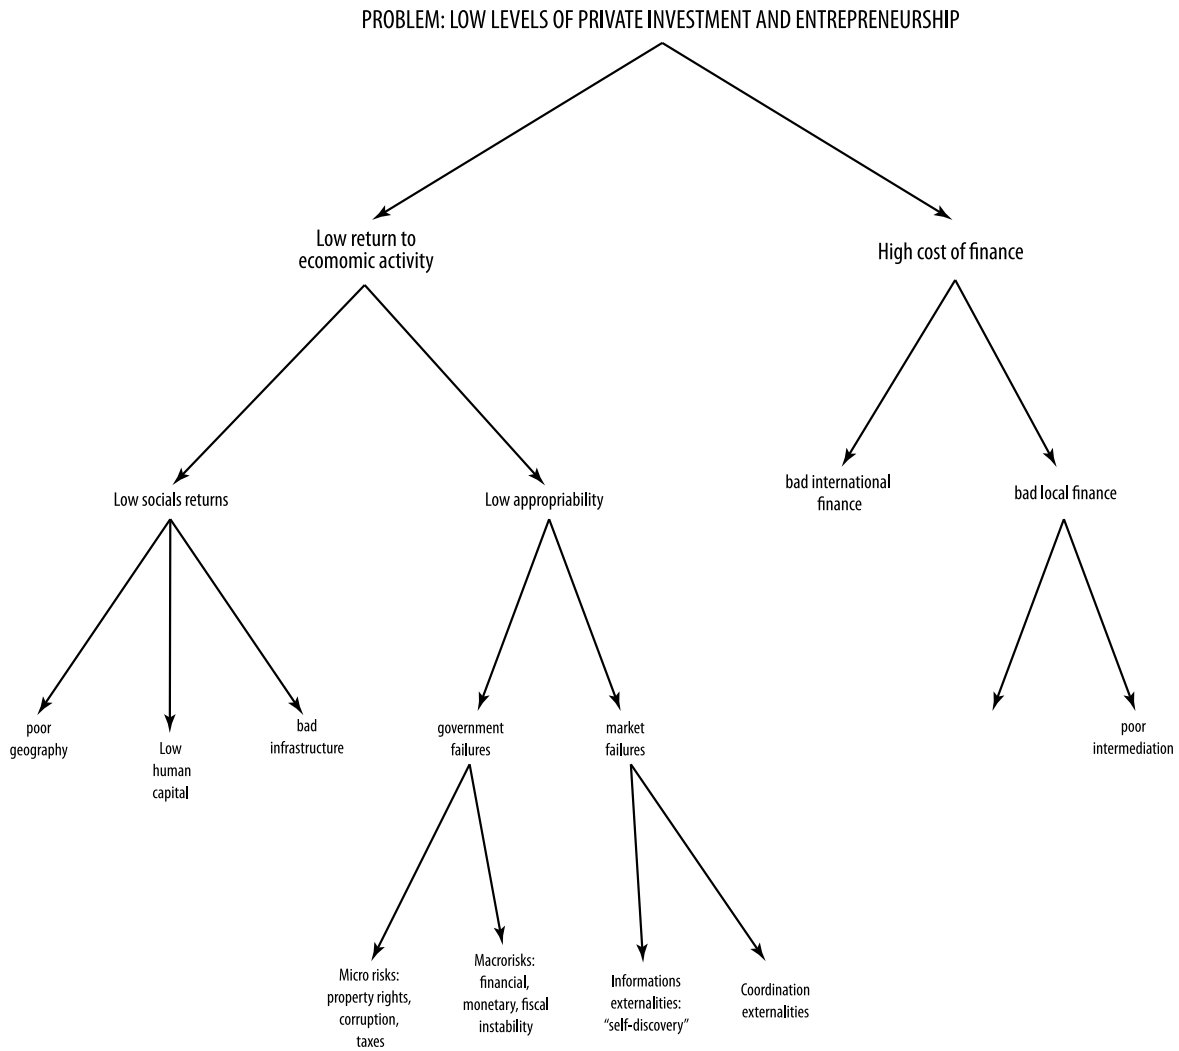 PROBLEM: LOW LEVELS OF PRIVATE INVESTMENT AND ENTREPRENEURSHIP
Low return to
ecomomic activity
High cost of finance
Low socials returns
Low appropriability
bad international
finance
bad local finance
poor
geography
Low
human
capital
bad
infrastructure
government
failures
market
failures
poor
intermediation
Micro risks:
property rights,
corruption,
taxes
Macrorisks:
financial,
monetary, fiscal
instability
Informations
externalities:
“self-discovery”
Coordination
externalities